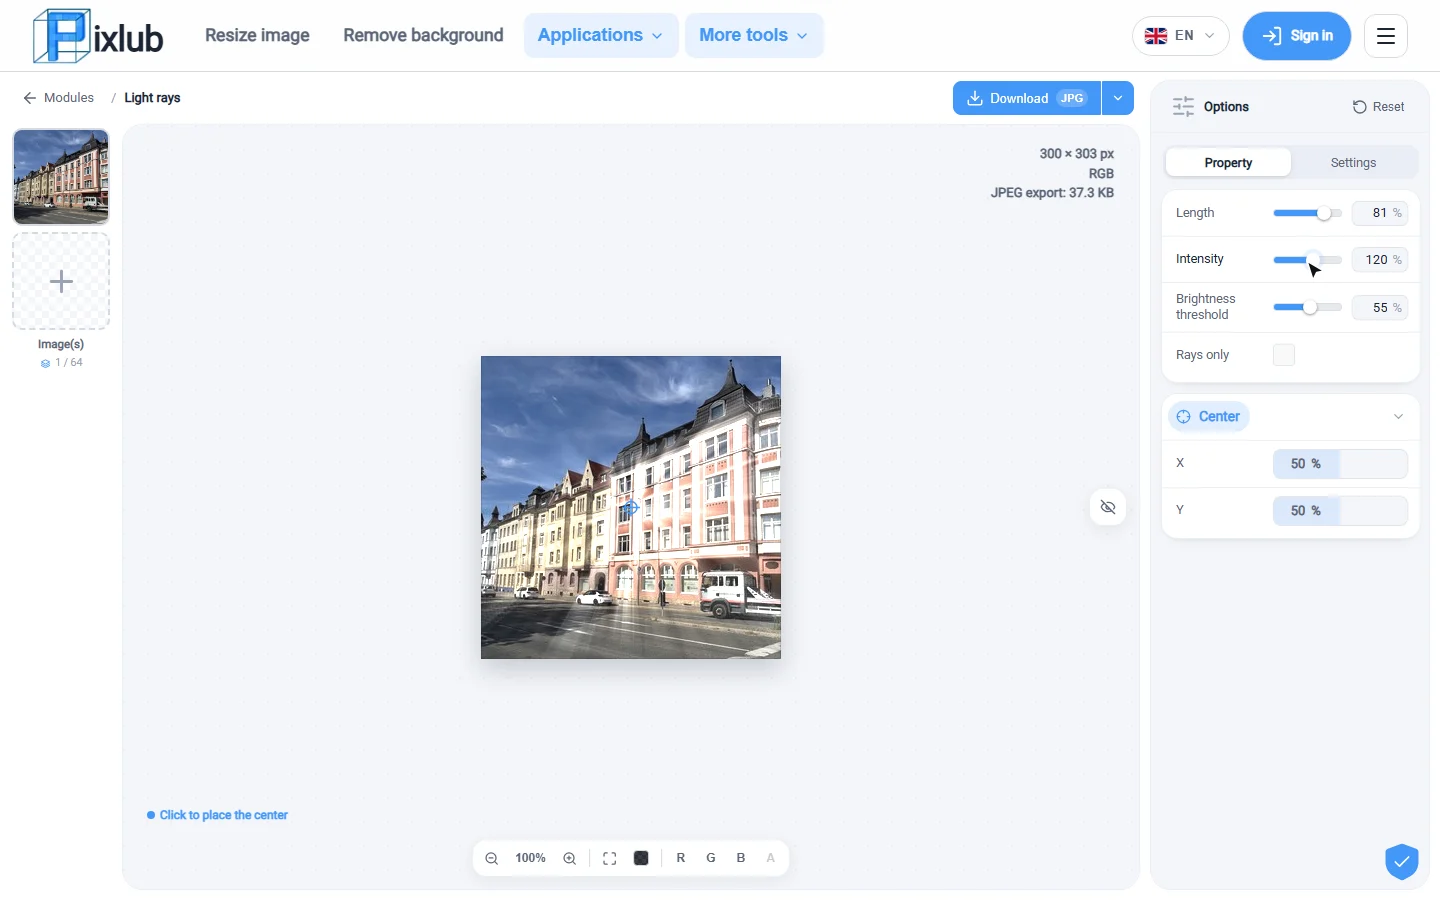 Pixlub
Resize image
Remove background
Applications
More tools
EN
Sign in
Modules / Light rays
Download JPG
Options
Reset
300 × 303 px
RGB
JPEG export: 37.3 KB
Property
Settings
Length 81 %
Intensity 120 %
Brightness threshold 55 %
Rays only
Image(s)
1 / 64
Center
X 50 %
Y 50 %
Click to place the center
100% R G B A